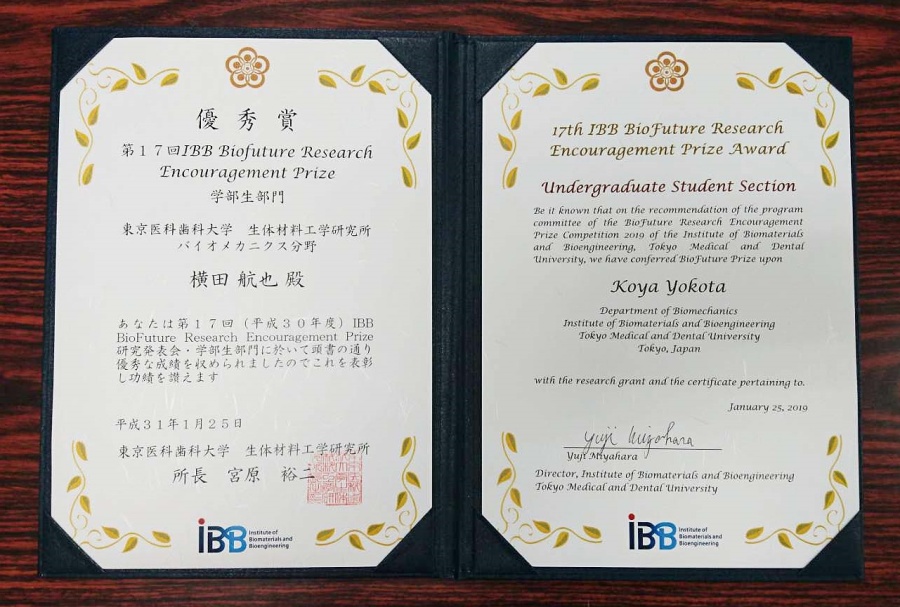 優秀賞
第１７回IBB Biofuture Research
Encouragement Prize
学部生部門
東京医科歯科大学　生体材料工学研究所
バイオメカニクス分野
横田 航也 殿
あなたは第１７回（平成３０年度）IBB
BioFuture Research Encouragement Prize
研究発表会・学部生部門に於いて頭書の通り
優秀な成績を収められましたのでこれを表彰
し功績を讃えます
平成３１年１月２５日
東京医科歯科大学　生体材料工学研究所
所長　宮原　裕二
IBB Institute of
Biomaterials and
Bioengineering
17th IBB BioFuture Research
Encouragement Prize Award
Undergraduate Student Section
Be it known that on the recommendation of the program
committee of the BioFuture Research Encouragement
Prize Competition 2019 of the Institute of Biomaterials
and Bioengineering, Tokyo Medical and Dental
University, we have conferred BioFuture Prize upon
Koya Yokota
Department of Biomechanics
Institute of Biomaterials and Bioengineering
Tokyo Medical and Dental University
Tokyo, Japan
with the research grant and the certificate pertaining to.
January 25, 2019
Yuji Miyahara
Yuji Miyahara
Director, Institute of Biomaterials and Bioengineering
Tokyo Medical and Dental University
IBB Institute of
Biomaterials and
Bioengineering